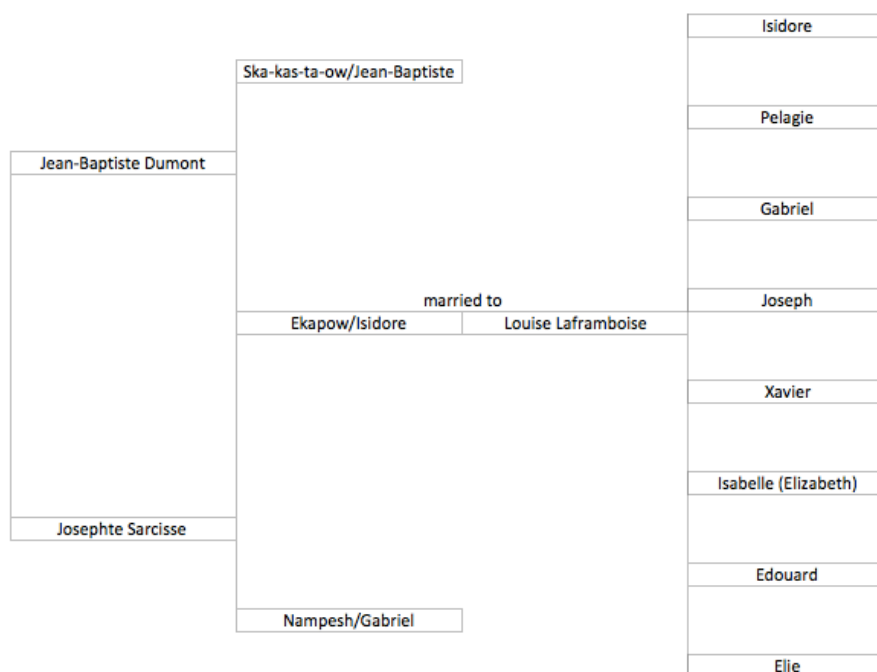 Isidore
Ska-kas-ta-ow/Jean-Baptiste
Pelagie
Jean-Baptiste Dumont
Gabriel
married to
Joseph
Ekapow/Isidore
Louise Laframboise
Xavier
Isabelle (Elizabeth)
Josephte Sarcisse
Edouard
Nampesh/Gabriel
Elie